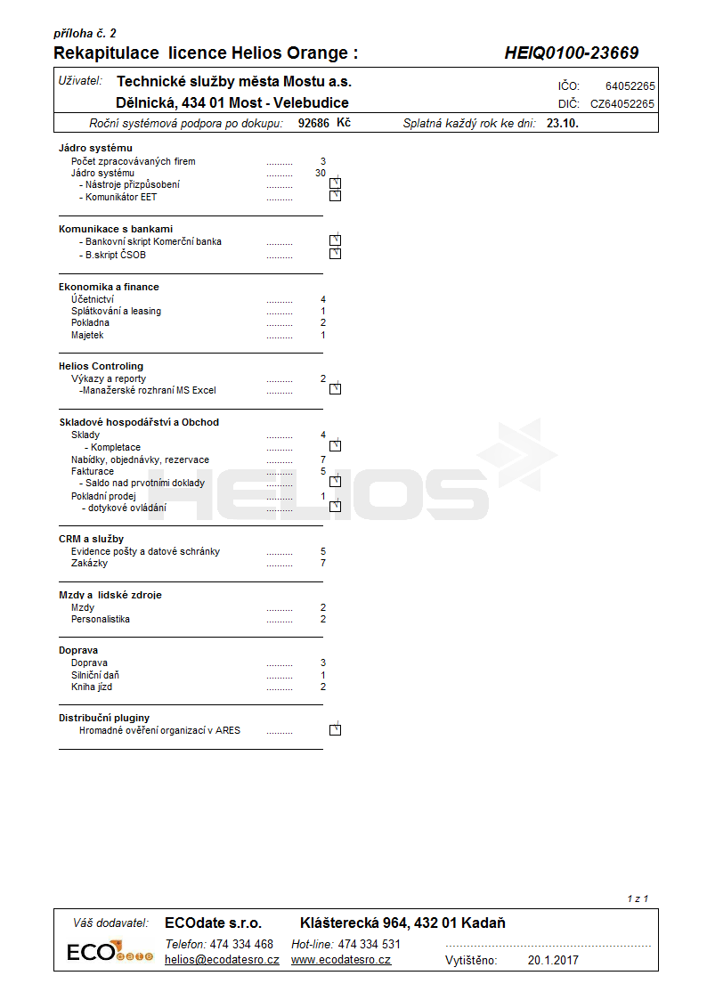 příloha č. 2
Rekapitulace licence Helios Orange : HEIQ0100-23669
Uživatel: Technické služby města Mostu a.s.
IČO: 64052265
Dělnická, 434 01 Most - Velebudice
DIČ: CZ64052265
Roční systémová podpora po dokupu: 92686 Kč Splatná každý rok ke dni: 23.10.
Jádro systému
Počet zpracovávaných firem .......... 3
Jádro systému .......... 30
- Nástroje přizpůsobení ..........
- Komunikátor EET ..........
Komunikace s bankami
- Bankovní skript Komerční banka ..........
- B.skript ČSOB ..........
Ekonomika a finance
Účetnictví .......... 4
Splátkování a leasing .......... 1
Pokladna .......... 2
Majetek .......... 1
Helios Controling
Výkazy a reporty .......... 2
-Manažerské rozhraní MS Excel ..........
Skladové hospodářství a Obchod
Sklady .......... 4
- Kompletace ..........
Nabídky, objednávky, rezervace .......... 7
Fakturace .......... 5
- Saldo nad prvotními doklady ..........
Pokladní prodej .......... 1
- dotykové ovládání ..........
HELIOS
CRM a služby
Evidence pošty a datové schránky .......... 5
Zakázky .......... 7
Mzdy a lidské zdroje
Mzdy .......... 2
Personalistika .......... 2
Doprava
Doprava .......... 3
Silniční daň .......... 1
Kniha jízd .......... 2
Distribuční pluginy
Hromadné ověření organizací v ARES ..........
1 z 1
Váš dodavatel: ECOdate s.r.o. Klášterecká 964, 432 01 Kadaň
Telefon: 474 334 468 Hot-line: 474 334 531
ECO date
helios@ecodatesro.cz www.ecodatesro.cz Vytištěno: 20.1.2017